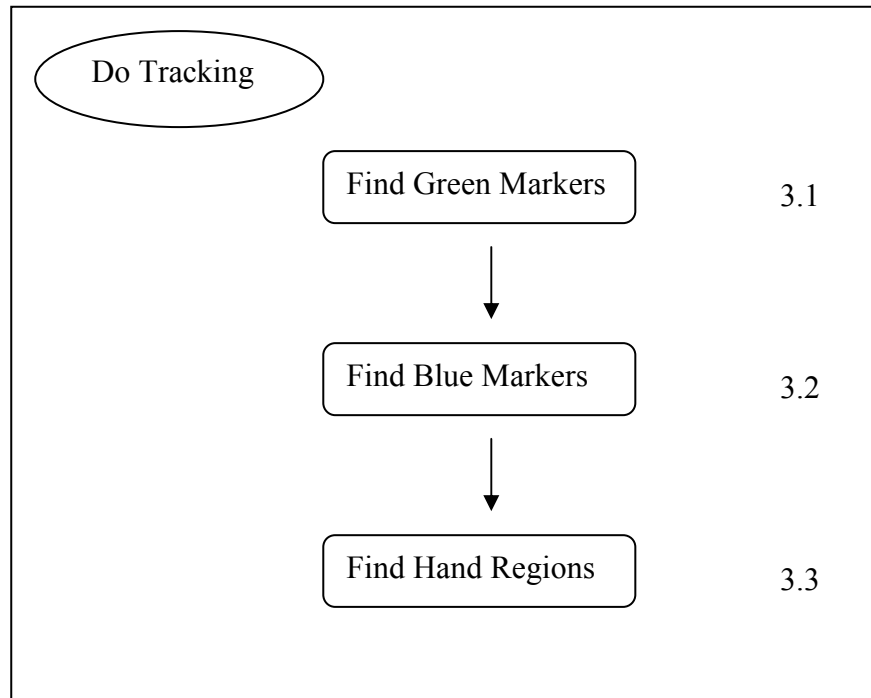 Do Tracking
Find Green Markers
3.1
Find Blue Markers
3.2
Find Hand Regions
3.3